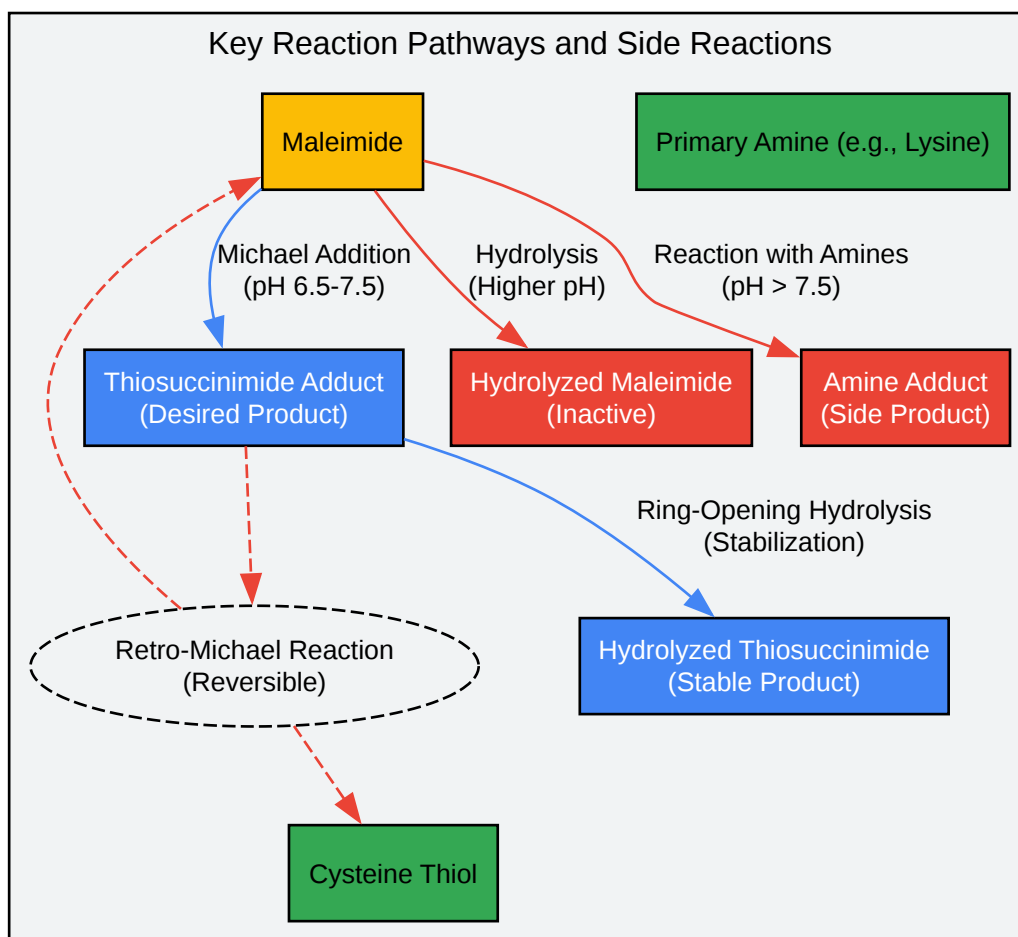 Key Reaction Pathways and Side Reactions
Maleimide
Primary Amine (e.g., Lysine)
Michael Addition
(pH 6.5-7.5)
Hydrolysis
(Higher pH)
Reaction with Amines
(pH > 7.5)
Thiosuccinimide Adduct
(Desired Product)
Hydrolyzed Maleimide
(Inactive)
Amine Adduct
(Side Product)
Ring-Opening Hydrolysis
(Stabilization)
Retro-Michael Reaction
(Reversible)
Hydrolyzed Thiosuccinimide
(Stable Product)
Cysteine Thiol